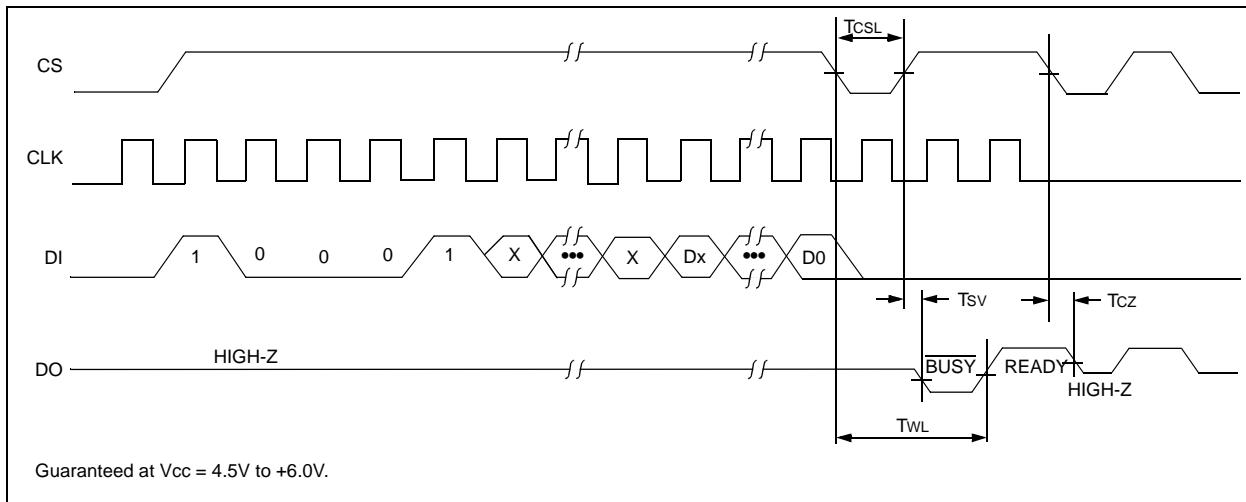 TCSL
CS
CLK
DI 1 0 0 0 1 X ••• X Dx ••• D0
TSV TCZ
HIGH-Z
DO BUSY READY
HIGH-Z
TWL
Guaranteed at Vcc = 4.5V to +6.0V.